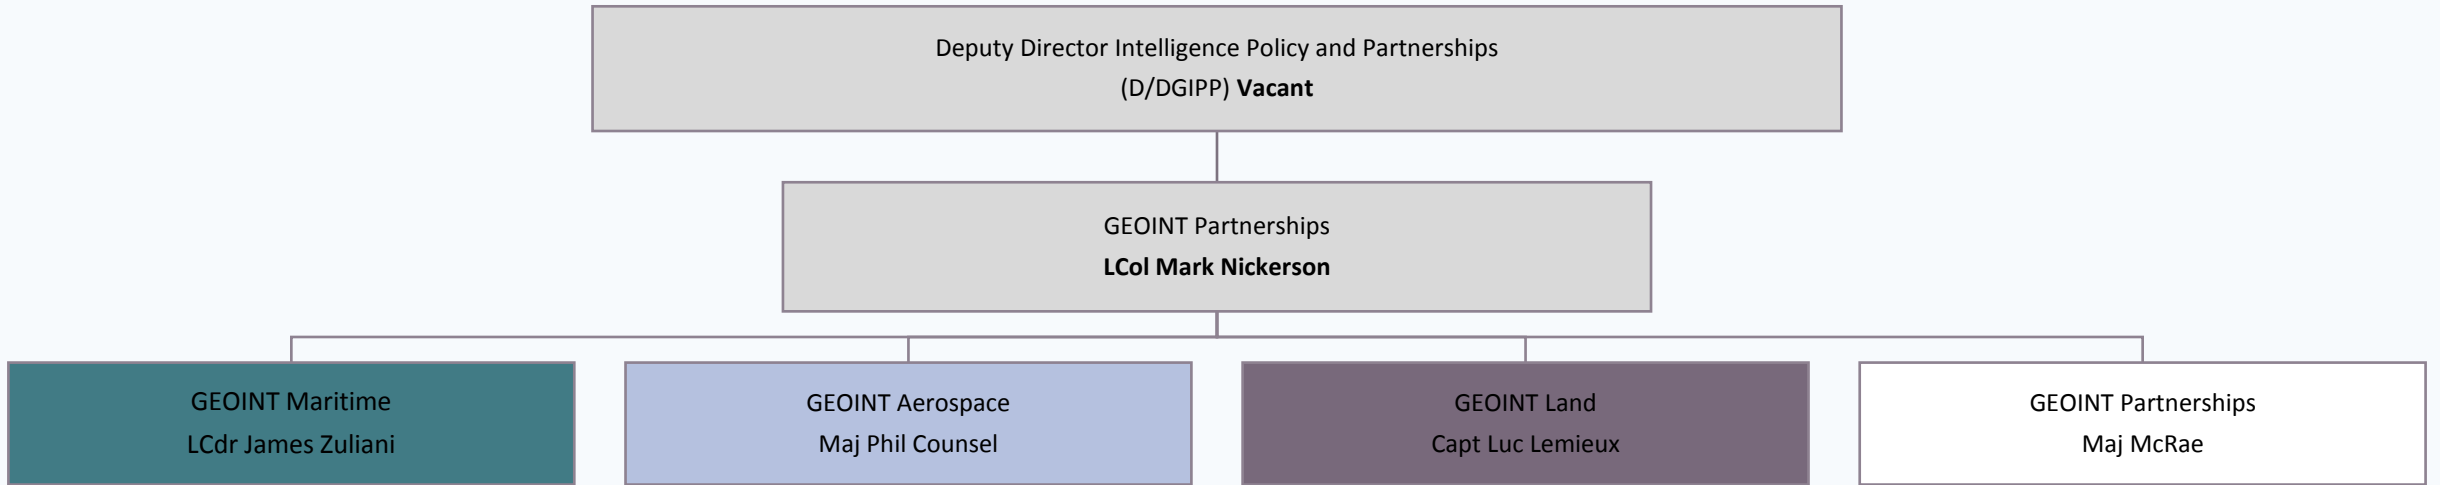 Deputy Director Intelligence Policy and Partnerships
(D/DGIPP) Vacant
GEOINT Partnerships
LCol Mark Nickerson
GEOINT Maritime
LCdr James Zuliani
GEOINT Aerospace
Maj Phil Counsel
GEOINT Land
Capt Luc Lemieux
GEOINT Partnerships
Maj McRae